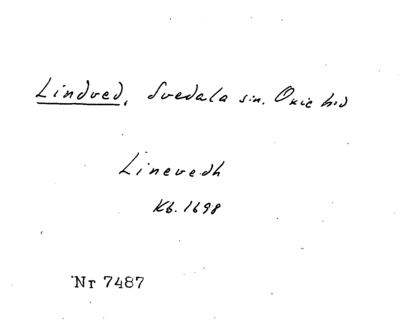 Lindved, Svedala sn. Oxie hd
Linevedh
Kb. 1698
Nr 7487